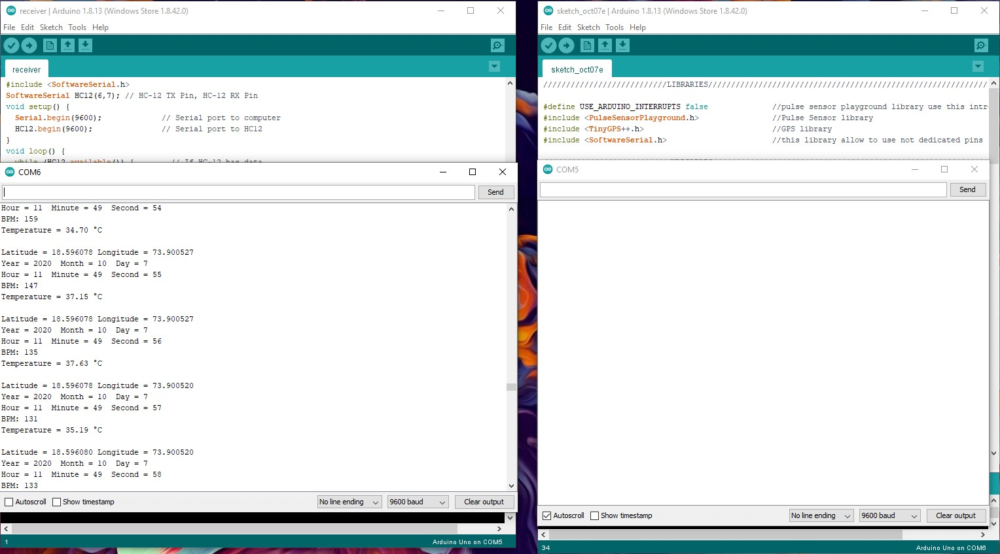 receiver | Arduino 1.8.13 (Windows Store 1.8.42.0)
File Edit Sketch Tools Help
receiver
#include <SoftwareSerial.h>
SoftwareSerial HC12(6,7); // HC-12 TX Pin, HC-12 RX Pin
void setup() {
Serial.begin(9600); // Serial port to computer
HC12.begin(9600); // Serial port to HC12
}
void loop() {
while (HC12.available()) { // If HC-12 has data
COM6
Send
Hour = 11 Minute = 49 Second = 54
BPM: 159
Temperature = 34.70 °C
Latitude = 18.596078 Longitude = 73.900527
Year = 2020 Month = 10 Day = 7
Hour = 11 Minute = 49 Second = 55
BPM: 147
Temperature = 37.15 °C
Latitude = 18.596078 Longitude = 73.900527
Year = 2020 Month = 10 Day = 7
Hour = 11 Minute = 49 Second = 56
BPM: 135
Temperature = 37.63 °C
Latitude = 18.596078 Longitude = 73.900520
Year = 2020 Month = 10 Day = 7
Hour = 11 Minute = 49 Second = 57
BPM: 131
Temperature = 35.19 °C
Latitude = 18.596080 Longitude = 73.900520
Year = 2020 Month = 10 Day = 7
Hour = 11 Minute = 49 Second = 58
BPM: 133
Autoscroll Show timestamp No line ending 9600 baud Clear output
1 Arduino Uno on COM5
sketch_oct07e | Arduino 1.8.13 (Windows Store 1.8.42.0)
File Edit Sketch Tools Help
sketch_oct07e
///////////////////////////LIBRARIES/////////////////////////////////////////////////////////////
#define USE_ARDUINO_INTERRUPTS false //pulse sensor playground library use this intr
#include <PulseSensorPlayground.h> //Pulse Sensor library
#include <TinyGPS++.h> //GPS library
#include <SoftwareSerial.h> //this library allow to use not dedicated pins
COM5
Send
Autoscroll Show timestamp No line ending 9600 baud Clear output
34 Arduino Uno on COM6